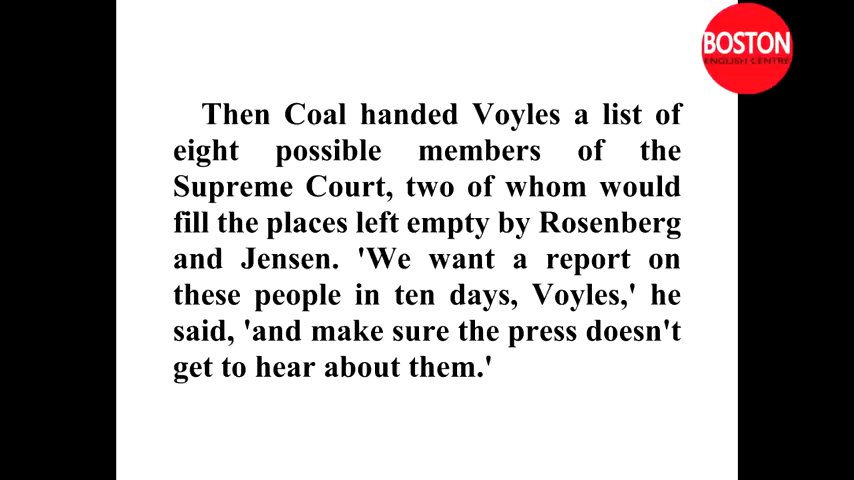 BOSTON
ENGLISH CENTRE
Then Coal handed Voyles a list of
eight possible members of the
Supreme Court, two of whom would
fill the places left empty by Rosenberg
and Jensen. 'We want a report on
these people in ten days, Voyles,' he
said, 'and make sure the press doesn't
get to hear about them.'